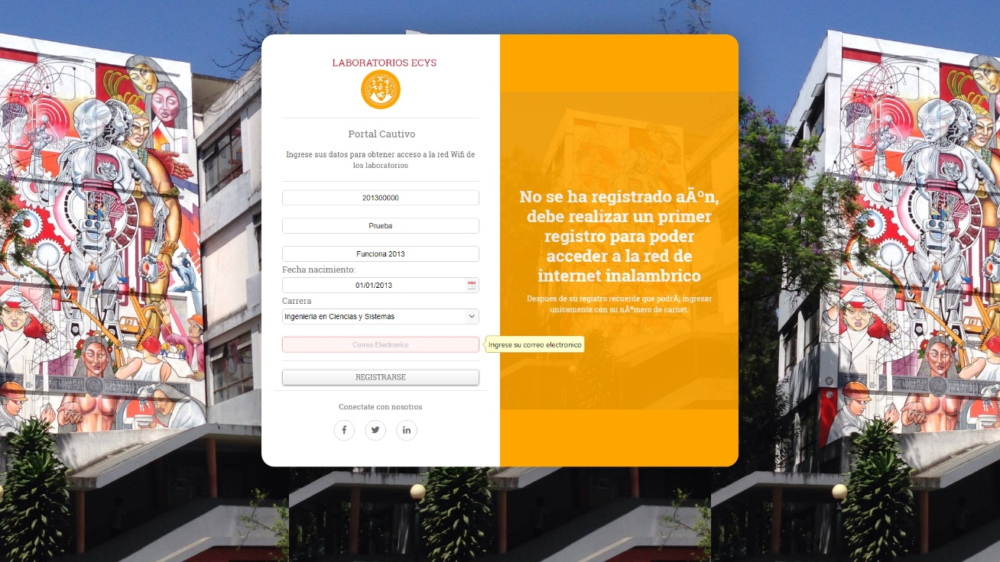 LABORATORIOS ECYS
Portal Cautivo
Ingrese sus datos para obtener acceso a la red Wifi de
los laboratorios
201300000
Prueba
Funciona 2013
Fecha nacimiento:
01/01/2013
Carrera
Ingenieria en Ciencias y Sistemas
Correo Electronico
Ingrese su correo electronico
REGISTRARSE
Conectate con nosotros
No se ha registrado aÃºn,
debe realizar un primer
registro para poder
acceder a la red de
internet inalambrico
Despues de su registro recuerde que podrÃ¡ ingresar
unicamente con su nÃºmero de carnet.